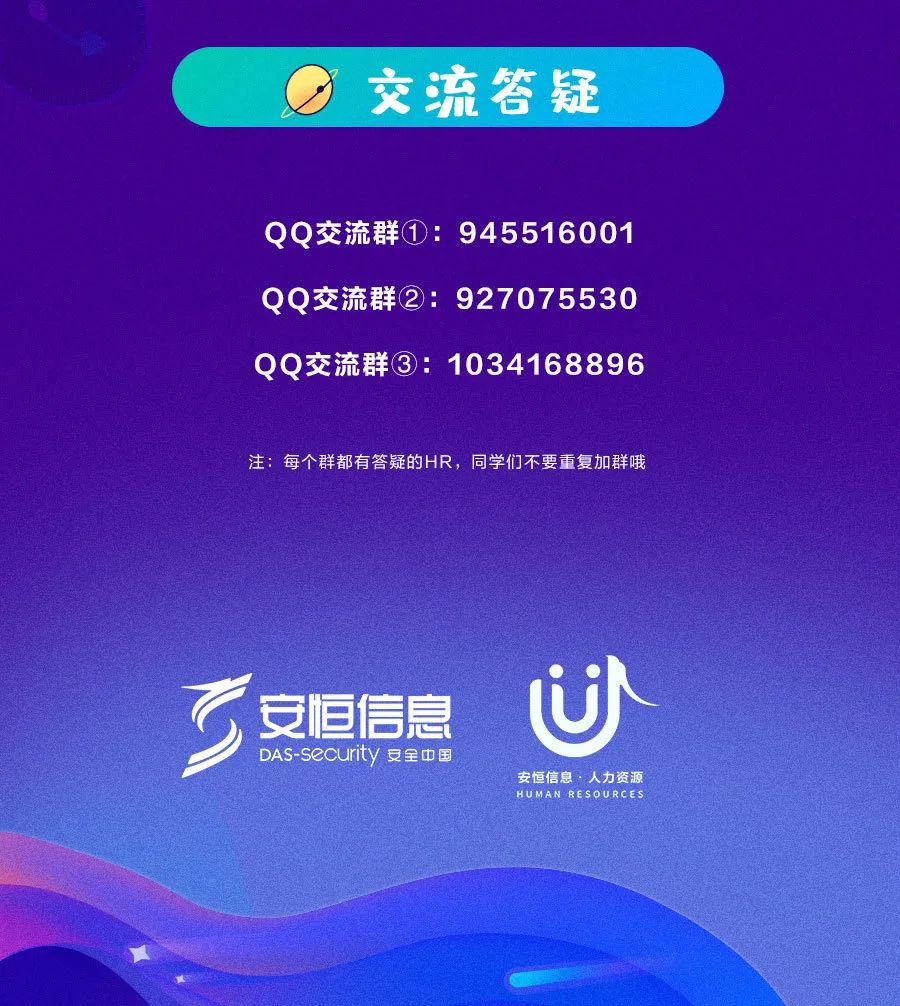 交流答疑
QQ交流群①：945516001
QQ交流群②：927075530
QQ交流群③：1034168896
注：每个群都有答疑的HR，同学们不要重复加群哦
安恒信息
DAS-security 安全中国
安恒信息·人力资源
HUMAN RESOURCES